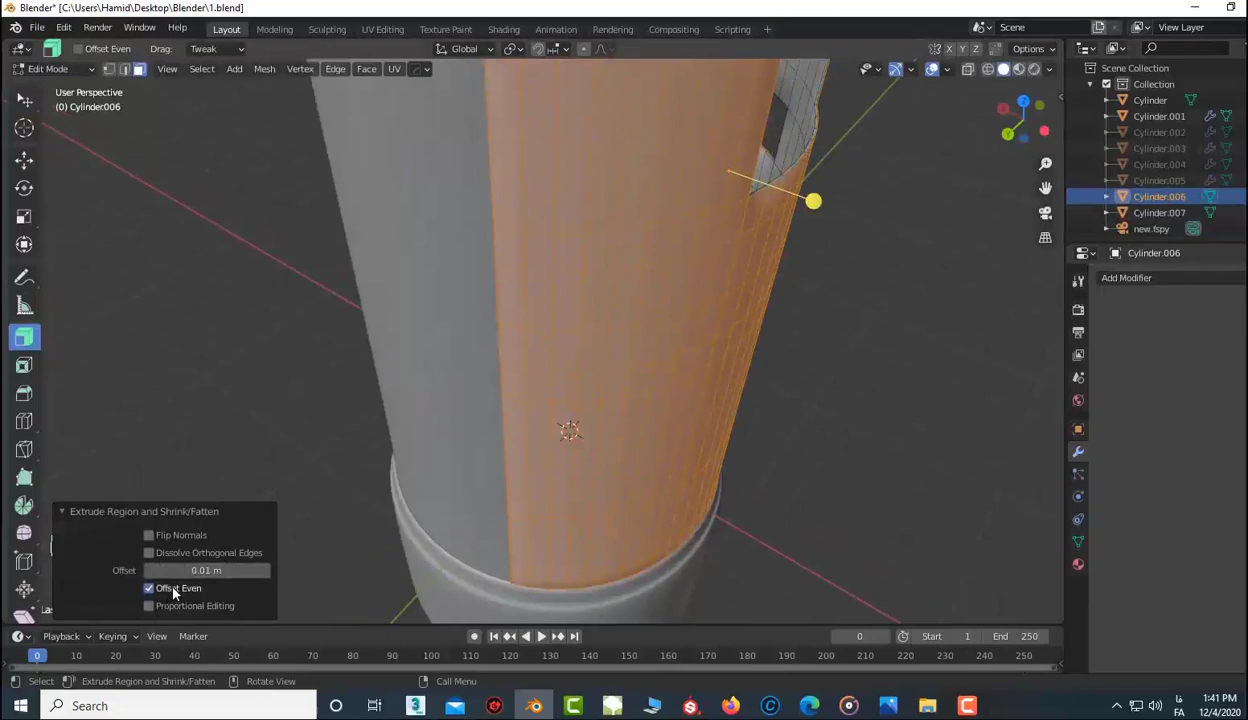 Blender* [C:\Users\Hamid\Desktop\Blender\1.blend]
File Edit Render Window Help Layout Modeling Sculpting UV Editing Texture Paint Shading Animation Rendering Compositing Scripting Scene View Layer
Offset Even Drag: Tweak Global X Y Z Options
Edit Mode View Select Add Mesh Vertex Edge Face UV
Scene Collection
Collection
Cylinder
Cylinder.001
Cylinder.002
Cylinder.003
Cylinder.004
Cylinder.005
Cylinder.006
Cylinder.007
new.fspy
User Perspective
(0) Cylinder.006
Z
Y
Cylinder.006
Add Modifier
Extrude Region and Shrink/Fatten
Flip Normals
Dissolve Orthogonal Edges
Offset 0.01 m
Offset Even
Proportional Editing
Playback Keying View Marker 0 Start 1 End 250
0 10 20 30 40 50 60 70 80 90 100 110 120 130 140 150 160 170 180 190 200 210 220 230 240 250
Select Extrude Region and Shrink/Fatten Rotate View Call Menu
Search
فا
FA
1:41 PM
12/4/2020